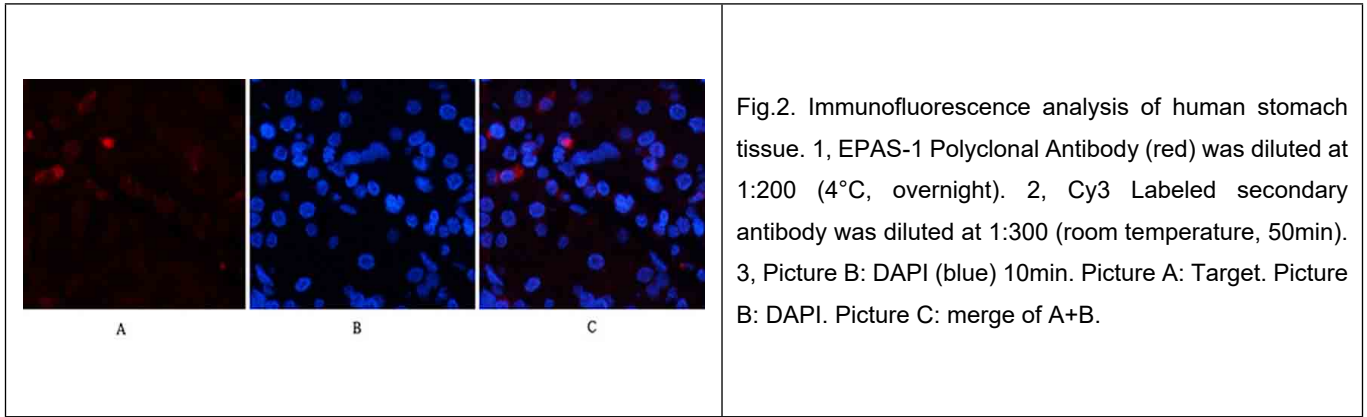 A
B
C
Fig.2. Immunofluorescence analysis of human stomach
tissue. 1, EPAS-1 Polyclonal Antibody (red) was diluted at
1:200 (4°C, overnight). 2, Cy3 Labeled secondary
antibody was diluted at 1:300 (room temperature, 50min).
3, Picture B: DAPI (blue) 10min. Picture A: Target. Picture
B: DAPI. Picture C: merge of A+B.